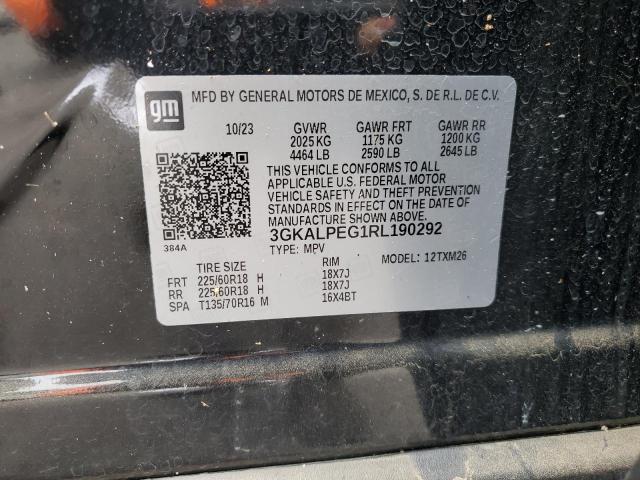 gm
MFD BY GENERAL MOTORS DE MEXICO, S. DE R.L. DE C.V.
10/23 GVWR GAWR FRT GAWR RR
2025 KG 1175 KG 1200 KG
4464 LB 2590 LB 2645 LB
THIS VEHICLE CONFORMS TO ALL
APPLICABLE U.S. FEDERAL MOTOR
VEHICLE SAFETY AND THEFT PREVENTION
STANDARDS IN EFFECT ON THE DATE OF
MANUFACTURE SHOWN ABOVE.
384A 3GKALPEG1RL190292
TYPE: MPV MODEL: 12TXM26
TIRE SIZE RIM
FRT 225/60R18 H 18X7J
RR 225/60R18 H 18X7J
SPA T135/70R16 M 16X4BT